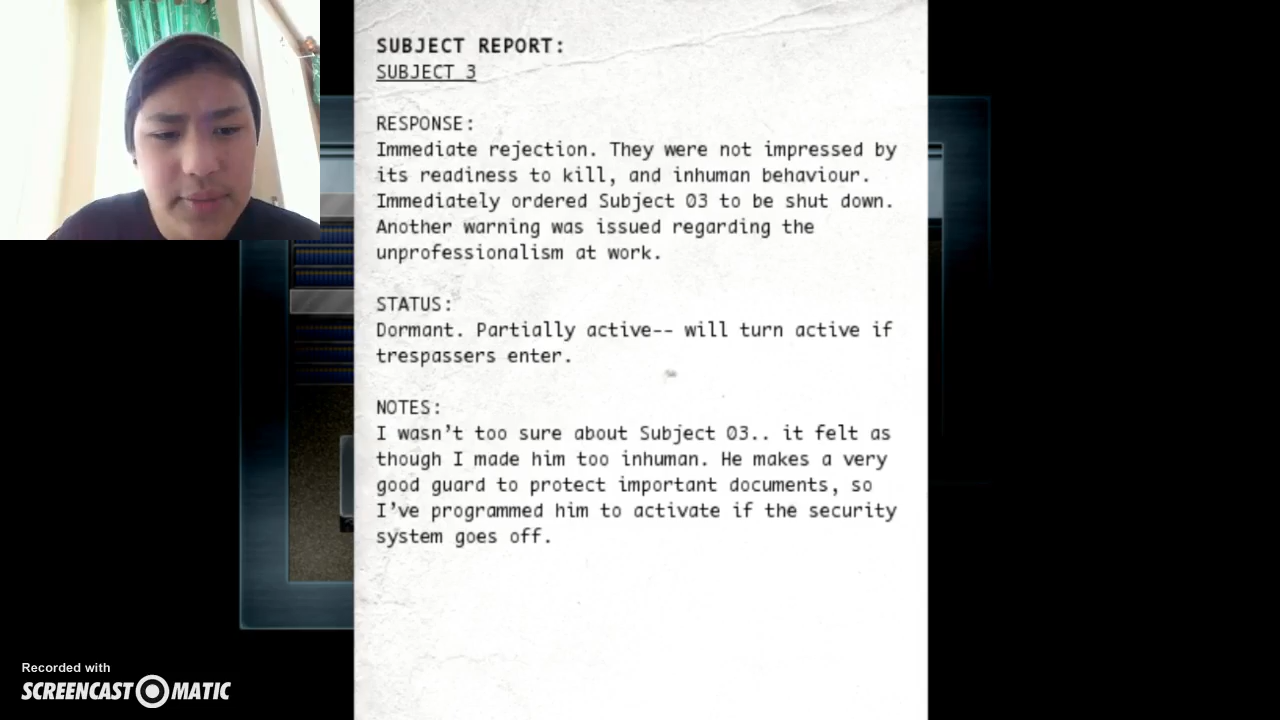 SUBJECT REPORT:
SUBJECT 3
RESPONSE:
Immediate rejection. They were not impressed by
its readiness to kill, and inhuman behaviour.
Immediately ordered Subject 03 to be shut down.
Another warning was issued regarding the
unprofessionalism at work.
STATUS:
Dormant. Partially active-- will turn active if
trespassers enter.
NOTES:
I wasn't too sure about Subject 03.. it felt as
though I made him too inhuman. He makes a very
good guard to protect important documents, so
I've programmed him to activate if the security
system goes off.
Recorded with
SCREENCAST MATIC